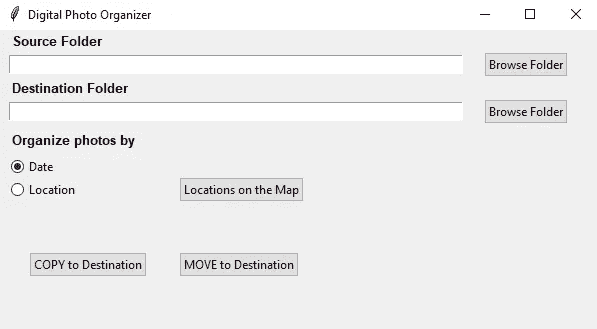 Digital Photo Organizer
Source Folder
Browse Folder
Destination Folder
Browse Folder
Organize photos by
Date
Location
Locations on the Map
COPY to Destination
MOVE to Destination